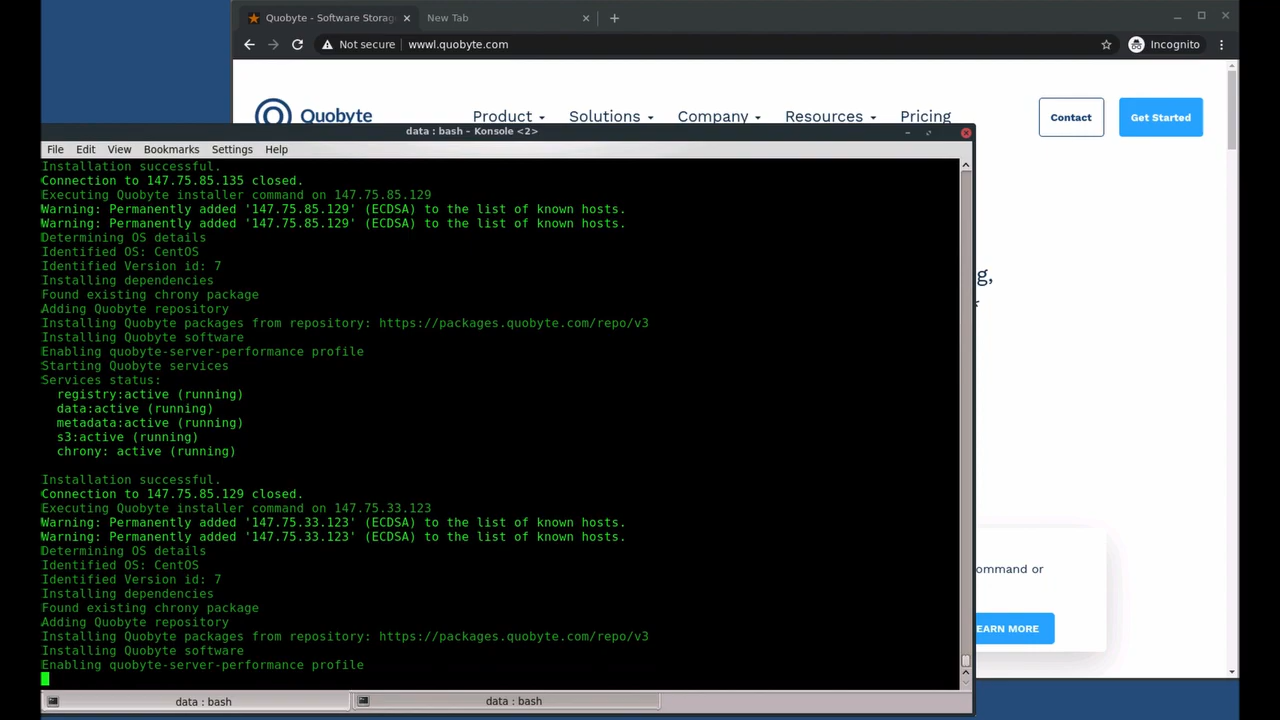 Quobyte - Software Storag
New Tab
Not secure
wwwl.quobyte.com
Incognito
Quobyte
Product
Solutions
Company
Resources
Pricing
Contact
Get Started
data : bash – Konsole <2>
File Edit View Bookmarks Settings Help
Installation successful.
Connection to 147.75.85.135 closed.
Executing Quobyte installer command on 147.75.85.129
Warning: Permanently added '147.75.85.129' (ECDSA) to the list of known hosts.
Warning: Permanently added '147.75.85.129' (ECDSA) to the list of known hosts.
Determining OS details
Identified OS: CentOS
Identified Version id: 7
Installing dependencies
Found existing chrony package
Adding Quobyte repository
Installing Quobyte packages from repository: https://packages.quobyte.com/repo/v3
Installing Quobyte software
Enabling quobyte-server-performance profile
Starting Quobyte services
Services status:
registry:active (running)
data:active (running)
metadata:active (running)
s3:active (running)
chrony: active (running)
Installation successful.
Connection to 147.75.85.129 closed.
Executing Quobyte installer command on 147.75.33.123
Warning: Permanently added '147.75.33.123' (ECDSA) to the list of known hosts.
Warning: Permanently added '147.75.33.123' (ECDSA) to the list of known hosts.
Determining OS details
Identified OS: CentOS
Identified Version id: 7
Installing dependencies
Found existing chrony package
Adding Quobyte repository
Installing Quobyte packages from repository: https://packages.quobyte.com/repo/v3
Installing Quobyte software
Enabling quobyte-server-performance profile
g,
ommand or
EARN MORE
data : bash
data : bash